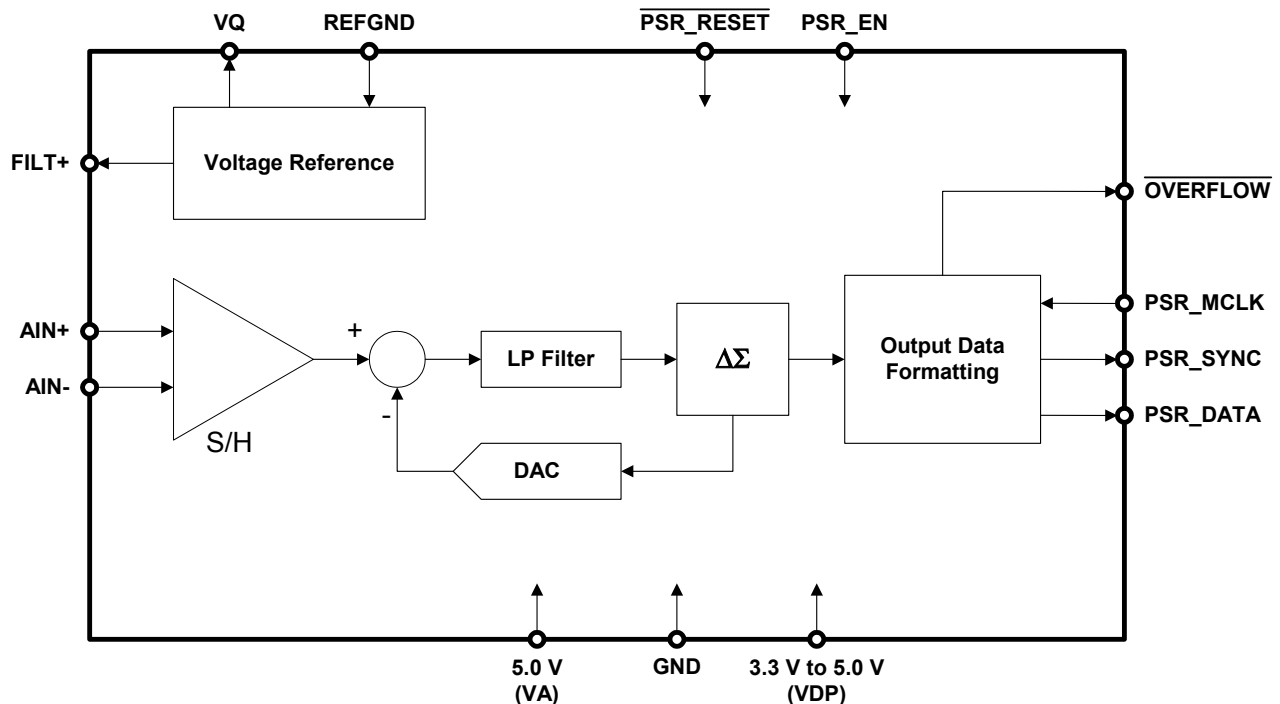 VQ
REFGND
PSR_RESET
PSR_EN
FILT+
Voltage Reference
OVERFLOW
AIN+
AIN-
S/H
+
-
LP Filter
ΔΣ
DAC
Output Data
Formatting
PSR_MCLK
PSR_SYNC
PSR_DATA
5.0 V
(VA)
GND
3.3 V to 5.0 V
(VDP)